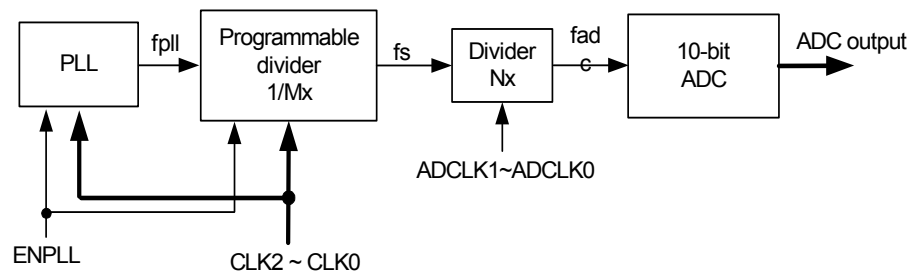 PLL
fpll
Programmable
divider
1/Mx
fs
Divider
Nx
fad
c
10-bit
ADC
ADC output
ADCLK1~ADCLK0
ENPLL
CLK2 ~ CLK0